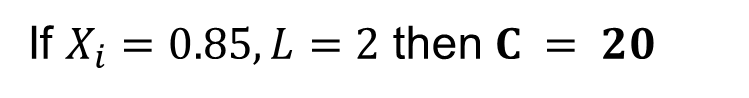 If Xᵢ = 0.85, L = 2 then C = 20